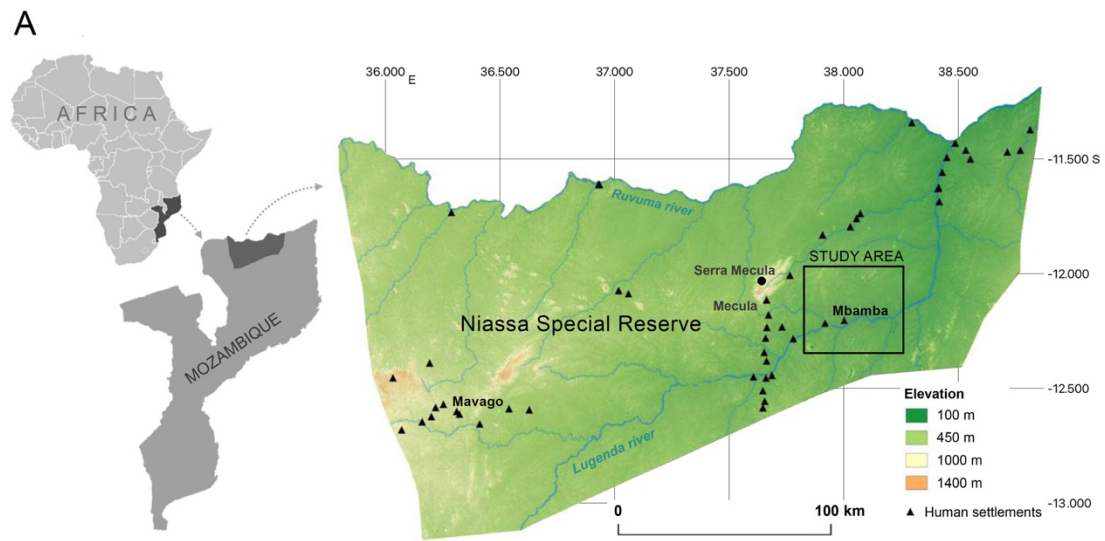 A
AFRICA
MOZAMBIQUE
36.000 E 36.500 37.000 37.500 38.000 38.500
-11.500 S
Ruvuma river
STUDY AREA
Serra Mecula
-12.000
Mecula
Mbamba
Niassa Special Reserve
Mavago
-12.500
Lugenda river
Elevation
100 m
450 m
1000 m
1400 m
-13.000
Human settlements
0 100 km